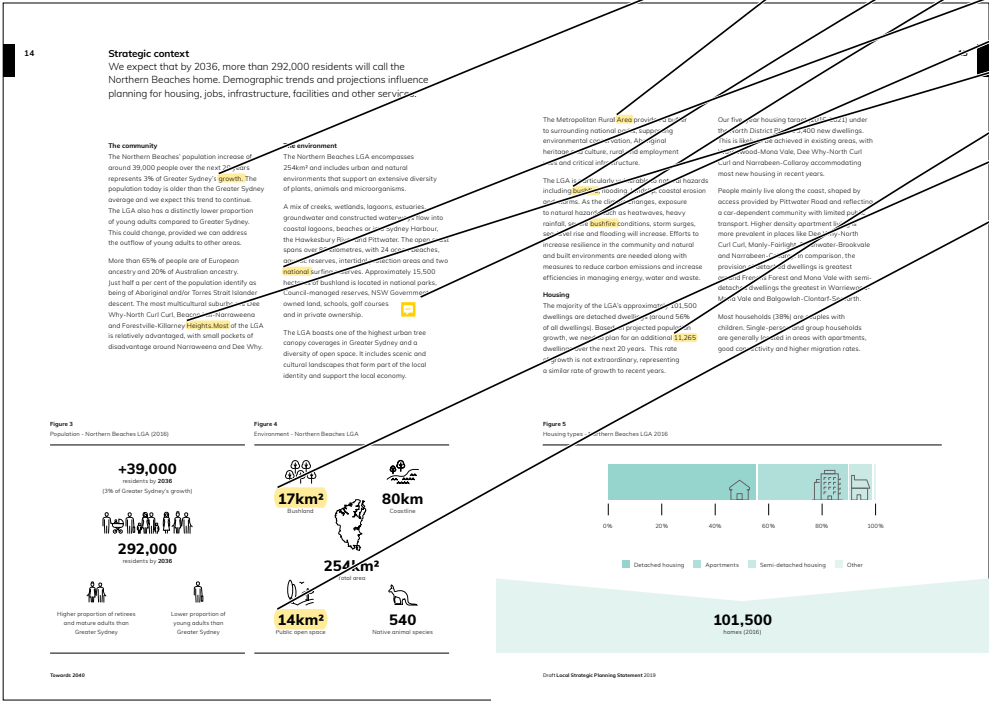 14
Strategic context
We expect that by 2036, more than 292,000 residents will call the
Northern Beaches home. Demographic trends and projections influence
planning for housing, jobs, infrastructure, facilities and other services.
The community
The Northern Beaches' population increase of
around 39,000 people over the next 20 years
represents 3% of Greater Sydney's growth. The
population today is older than the Greater Sydney
average and we expect this trend to continue.
The LGA also has a distinctly lower proportion
of young adults compared to Greater Sydney.
This could change, provided we can address
the outflow of young adults to other areas.
More than 65% of people are of European
ancestry and 20% of Australian ancestry.
Just half a per cent of the population identify as
being of Aboriginal and/or Torres Strait Islander
descent. The most multicultural suburbs Dee
Why-North Curl Curl, Beacon Hill-Narraweena
and Forestville-Killarney Heights.Most of the LGA
is relatively advantaged, with small pockets of
disadvantage around Narraweena and Dee Why.
The environment
The Northern Beaches LGA encompasses
254km² and includes urban and natural
environments that support an extensive diversity
of plants, animals and microorganisms.
A mix of creeks, wetlands, lagoons, estuaries,
groundwater and constructed waterways flow into
coastal lagoons, beaches or into Sydney Harbour,
the Hawkesbury River and Pittwater. The open coast
spans over kilometres, with 24 ocean beaches,
aquatic reserves, intertidal protection areas and two
national surfing reserves. Approximately 15,500
hectares of bushland is located in national parks,
Council-managed reserves, NSW Government
owned land, schools, golf courses
and in private ownership.
The LGA boasts one of the highest urban tree
canopy coverages in Greater Sydney and a
diversity of open space. It includes scenic and
cultural landscapes that form part of the local
identity and support the local economy.
The Metropolitan Rural Area provides a buffer
to surrounding national parks, supporting
environmental conservation, Aboriginal
heritage and culture, rural and employment
uses and critical infrastructure.
The LGA is particularly vulnerable to natural hazards
including bushfire, flooding, landslip, coastal erosion
and storms. As the climate changes, exposure
to natural hazards such as heatwaves, heavy
rainfall, severe bushfire conditions, storm surges,
sea level rise and flooding will increase. Efforts to
increase resilience in the community and natural
and built environments are needed along with
measures to reduce carbon emissions and increase
efficiencies in managing energy, water and waste.
Housing
The majority of the LGA's approximately 101,500
dwellings are detached dwellings (around 56%
of all dwellings). Based on projected population
growth, we need to plan for an additional 11,265
dwellings over the next 20 years. This rate
of growth is not extraordinary, representing
a similar rate of growth to recent years.
Our five-year housing target (2016-2021) under
the North District Plan is 3,400 new dwellings.
This is likely to be achieved in existing areas, with
Warriewood-Mona Vale, Dee Why-North Curl
Curl and Narrabeen-Collaroy accommodating
most new housing in recent years.
People mainly live along the coast, shaped by
access provided by Pittwater Road and reflecting
a car-dependent community with limited public
transport. Higher density apartment living is
more prevalent in places like Dee Why-North
Curl Curl, Manly-Fairlight, Freshwater-Brookvale
and Narrabeen-Collaroy. In comparison, the
provision of detached dwellings is greatest
around Frenchs Forest and Mona Vale with semi-
detached dwellings the greatest in Warriewood-
Mona Vale and Balgowlah-Clontarf-Seaforth.
Most households (38%) are couples with
children. Single-person and group households
are generally located in areas with apartments,
good connectivity and higher migration rates.
Figure 3
Population - Northern Beaches LGA (2016)
+39,000
residents by 2036
(3% of Greater Sydney's growth)
292,000
residents by 2036
Higher proportion of retirees
and mature adults than
Greater Sydney
Lower proportion of
young adults than
Greater Sydney
Figure 4
Environment - Northern Beaches LGA
17km²
Bushland
80km
Coastline
254km²
Total area
14km²
Public open space
540
Native animal species
Figure 5
Housing types - Northern Beaches LGA 2016
0% 20% 40% 60% 80% 100%
Detached housing Apartments Semi-detached housing Other
101,500
homes (2016)
Towards 2040
Draft Local Strategic Planning Statement 2019